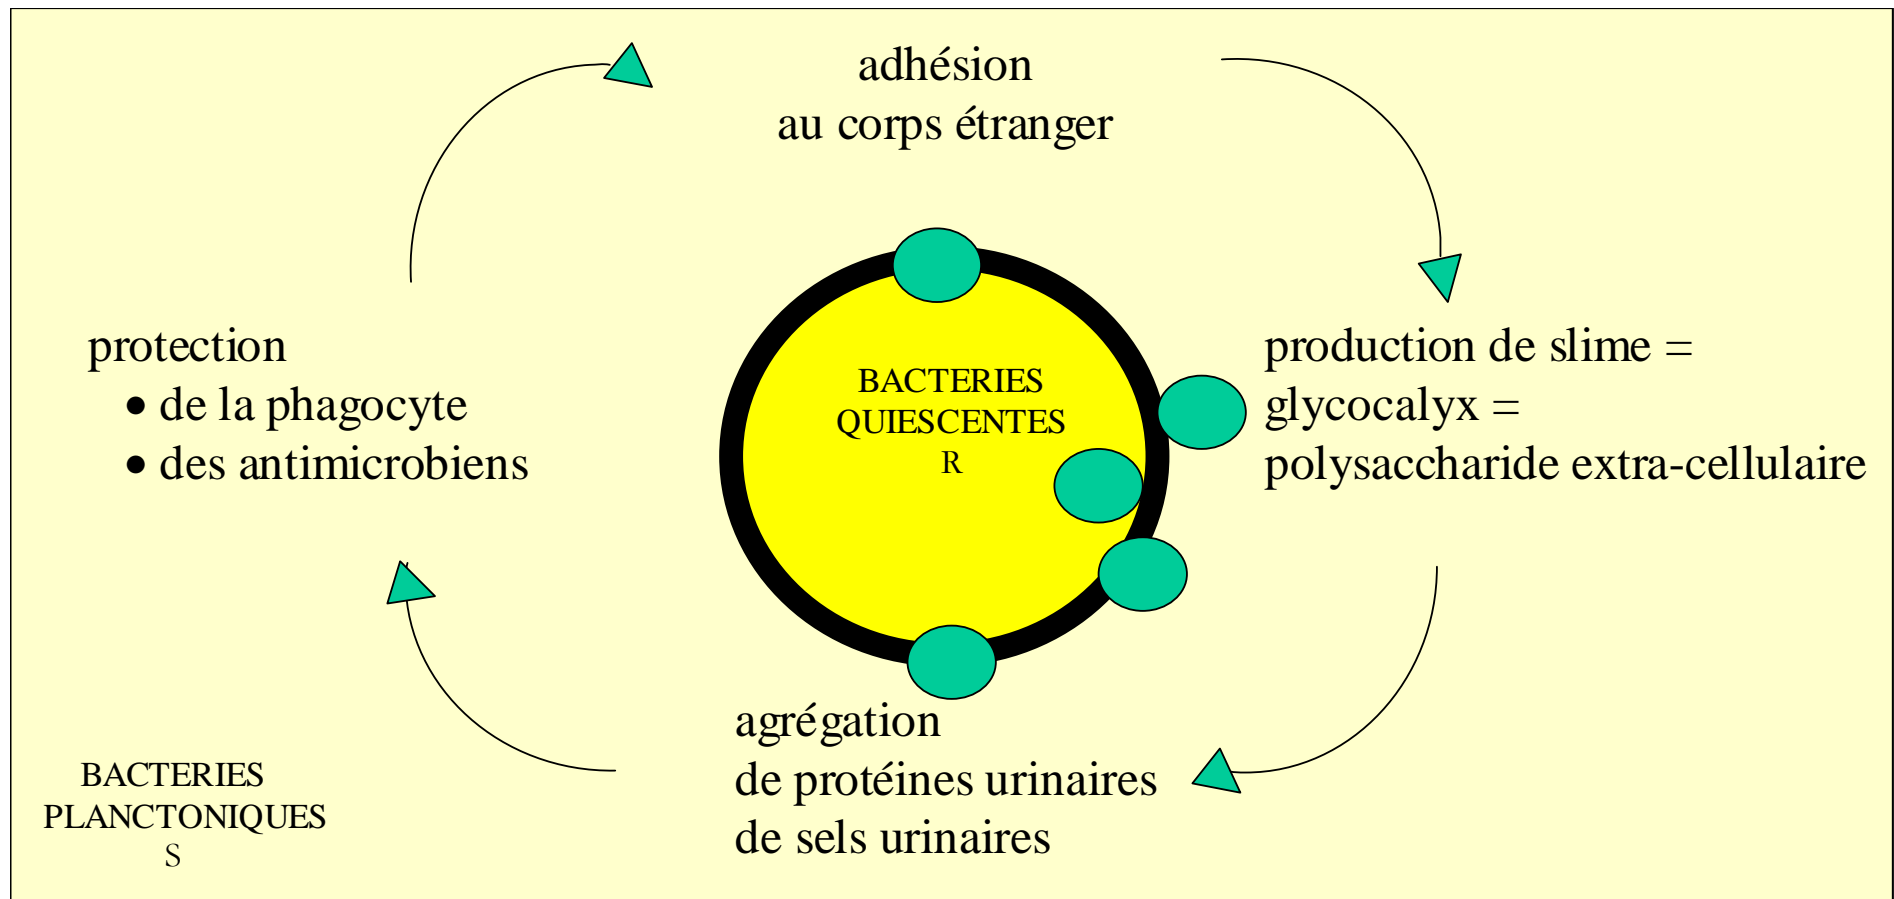 adhésion
au corps étranger
protection
• de la phagocyte
• des antimicrobiens
BACTERIES
QUIESCENTES
R
production de slime =
glycocalyx =
polysaccharide extra-cellulaire
agrégation
de protéines urinaires
de sels urinaires
BACTERIES
PLANCTONIQUES
S